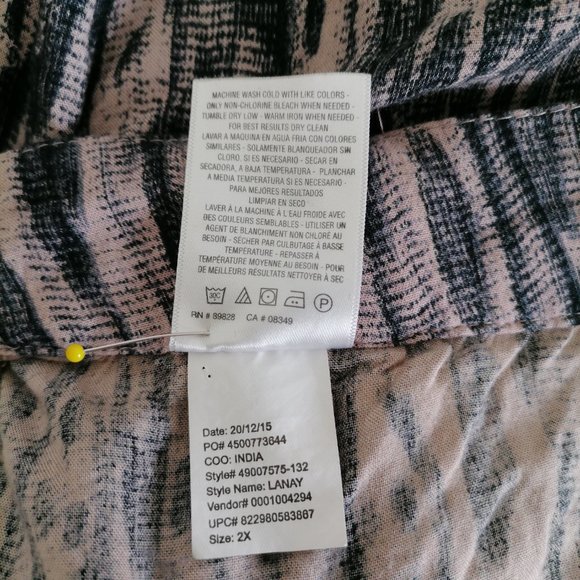 MACHINE WASH COLD WITH LIKE COLORS -
ONLY NON-CHLORINE BLEACH WHEN NEEDED -
TUMBLE DRY LOW - WARM IRON WHEN NEEDED -
FOR BEST RESULTS DRY CLEAN
LAVAR A MAQUINA EN AGUA FRIA CON COLORES
SIMILARES - SOLAMENTE BLANQUEADOR SIN
CLORO. SI ES NECESARIO - SECAR EN
SECADORA, A BAJA TEMPERATURA - PLANCHAR
A MEDIA TEMPERATURA SI ES NECESARIO -
PARA MEJORES RESULTADOS
LIMPIAR EN SECO
LAVER À LA MACHINE À L'EAU FROIDE AVEC
DES COULEURS SEMBLABLES - UTILISER UN
AGENT DE BLANCHIMENT NON CHLORÉ AU
BESOIN - SÉCHER PAR CULBUTAGE À BASSE
TEMPÉRATURE - REPASSER À
TEMPÉRATURE MOYENNE AU BESOIN - POUR
DE MEILLEURS RÉSULTATS NETTOYER À SEC
30C P
RN # 89828 CA # 08349
Date: 20/12/15
PO# 4500773644
COO: INDIA
Style# 49007575-132
Style Name: LANAY
Vendor# 0001004294
UPC# 822980583867
Size: 2X